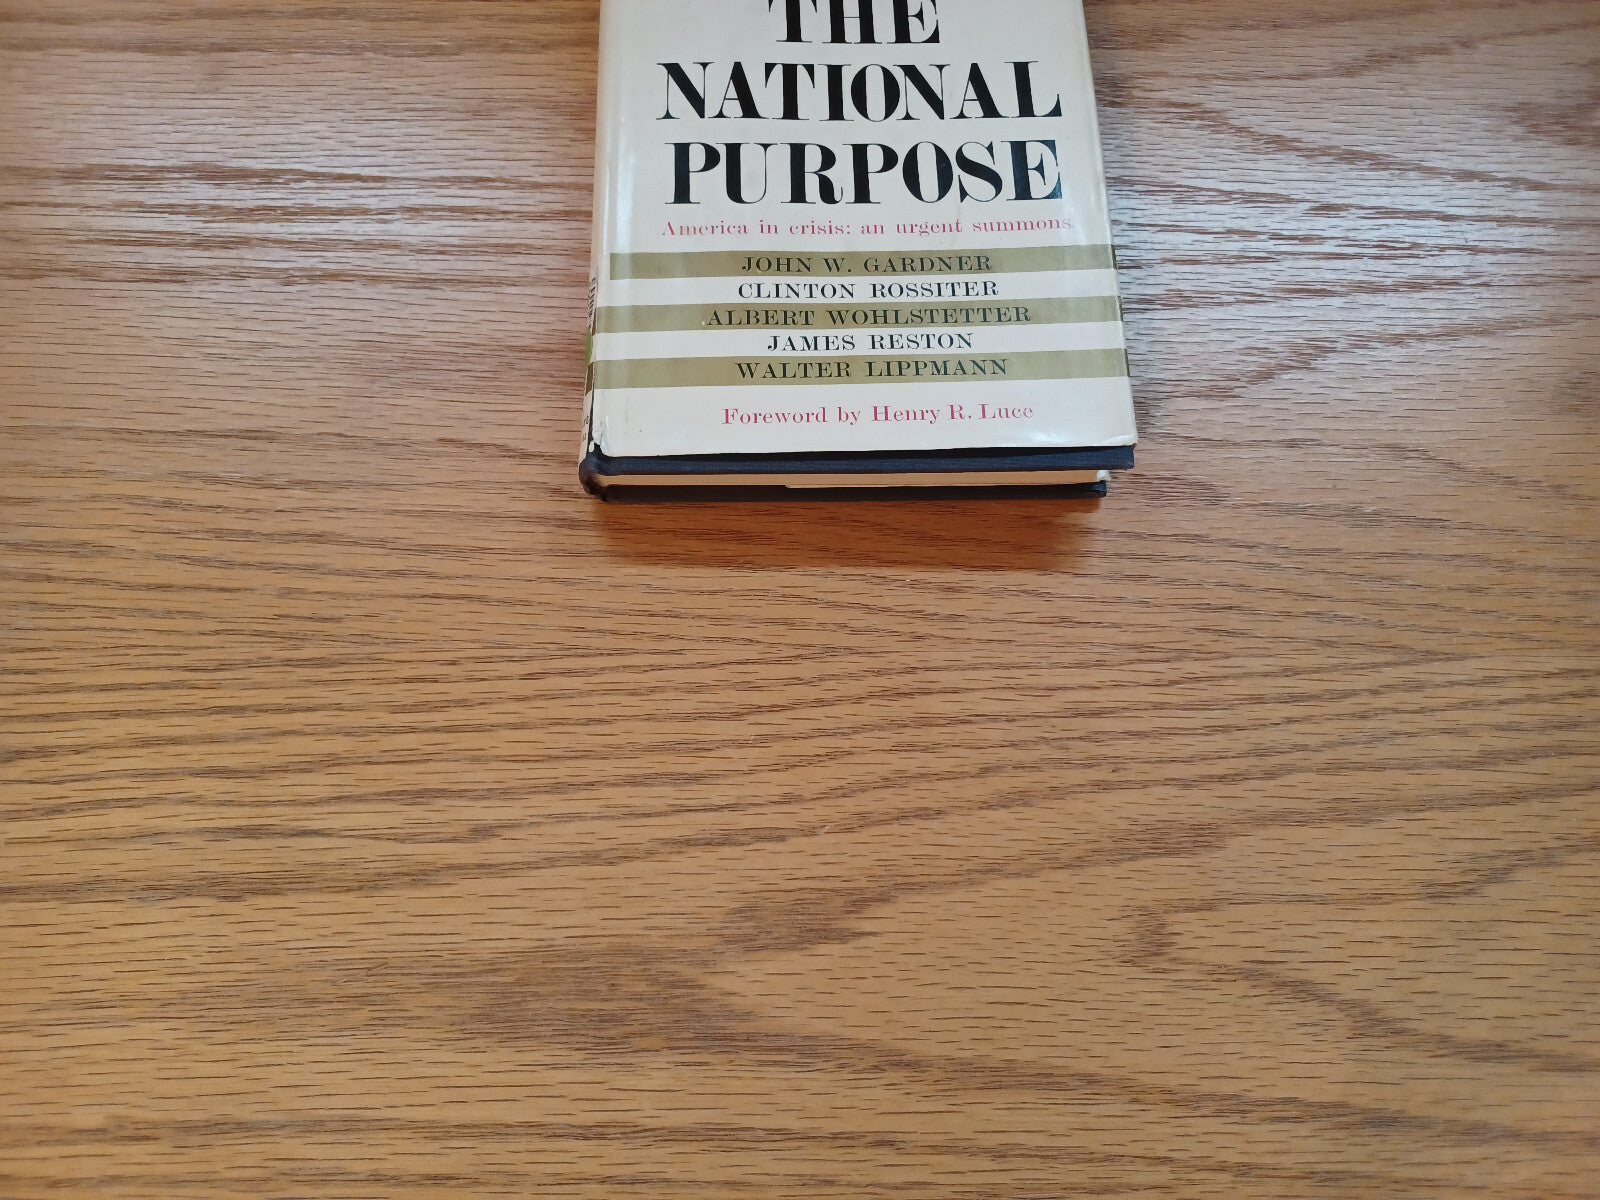 THE
NATIONAL
PURPOSE
America in crisis: an urgent summons
JOHN W. GARDNER
CLINTON ROSSITER
ALBERT WOHLSTETTER
JAMES RESTON
WALTER LIPPMANN
Foreword by Henry R. Luce